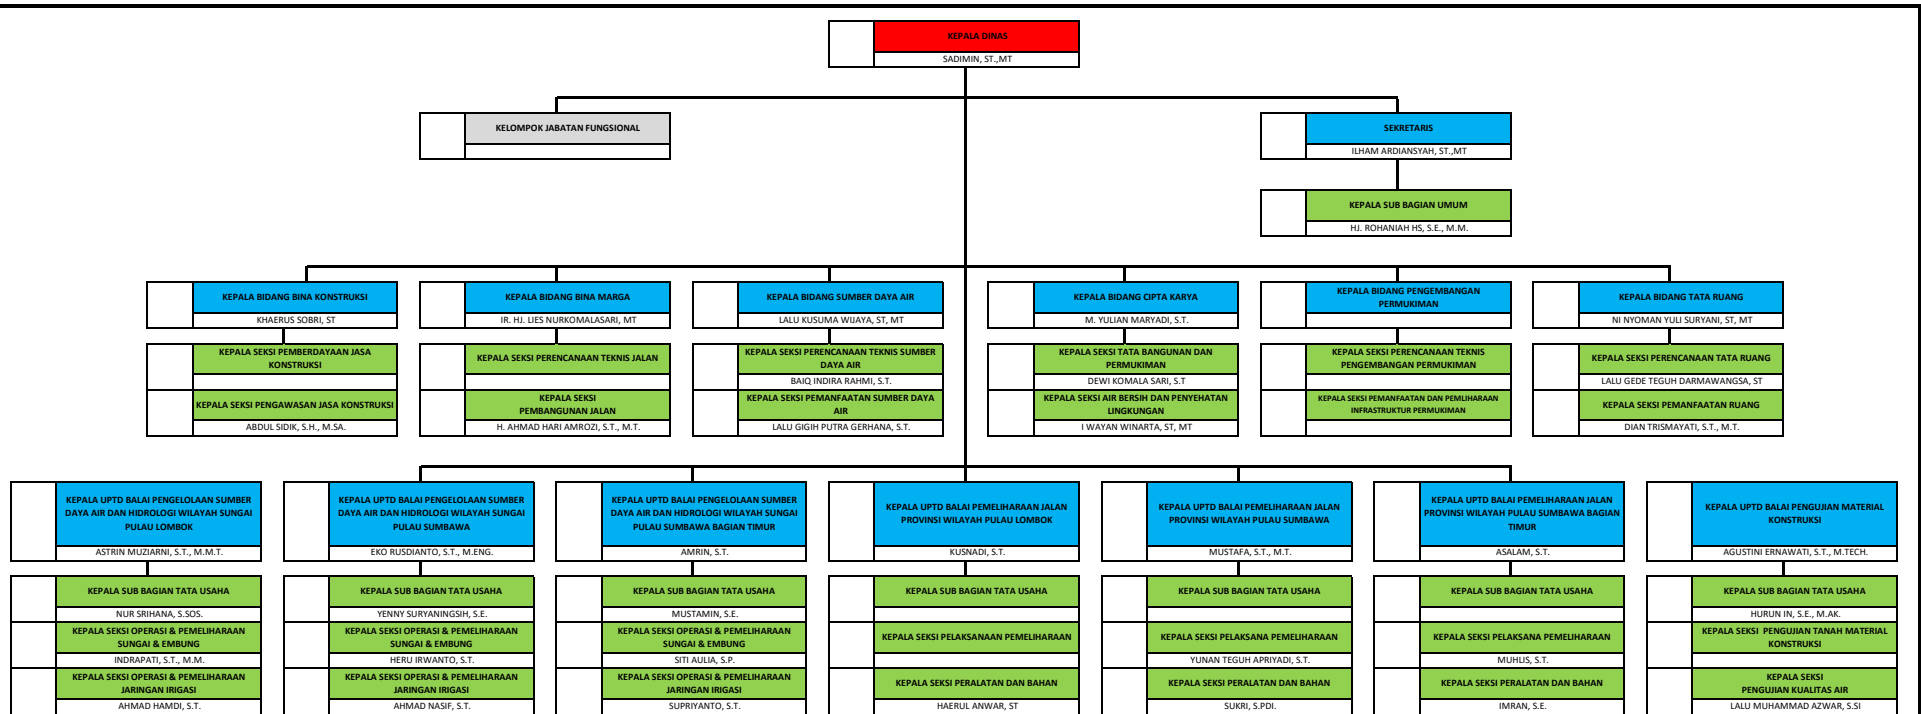 KEPALA DINAS
SADIMIN, ST.,MT
KELOMPOK JABATAN FUNGSIONAL
SEKRETARIS
ILHAM ARDIANSYAH, ST.,MT
KEPALA SUB BAGIAN UMUM
HJ. ROHANIAH HS, S.E., M.M.
KEPALA BIDANG BINA KONSTRUKSI
KHAERUS SOBRI, ST
KEPALA SEKSI PEMBERDAYAAN JASA
KONSTRUKSI
KEPALA SEKSI PENGAWASAN JASA KONSTRUKSI
ABDUL SIDIK, S.H., M.SA.
KEPALA BIDANG BINA MARGA
IR. HJ. LIES NURKOMALASARI, MT
KEPALA SEKSI PERENCANAAN TEKNIS JALAN
KEPALA SEKSI
PEMBANGUNAN JALAN
H. AHMAD HARI AMROZI, S.T., M.T.
KEPALA BIDANG SUMBER DAYA AIR
LALU KUSUMA WIJAYA, ST, MT
KEPALA SEKSI PERENCANAAN TEKNIS SUMBER
DAYA AIR
BAIQ INDIRA RAHMI, S.T.
KEPALA SEKSI PEMANFAATAN SUMBER DAYA
AIR
LALU GIGIH PUTRA GERHANA, S.T.
KEPALA BIDANG CIPTA KARYA
M. YULIAN MARYADI, S.T.
KEPALA SEKSI TATA BANGUNAN DAN
PERMUKIMAN
DEWI KOMALA SARI, S.T
KEPALA SEKSI AIR BERSIH DAN PENYEHATAN
LINGKUNGAN
I WAYAN WINARTA, ST, MT
KEPALA BIDANG PENGEMBANGAN
PERMUKIMAN
KEPALA SEKSI PERENCANAAN TEKNIS
PENGEMBANGAN PERMUKIMAN
KEPALA SEKSI PEMANFAATAN DAN PEMLIHARAAN
INFRASTRUKTUR PERMUKIMAN
KEPALA BIDANG TATA RUANG
NI NYOMAN YULI SURYANI, ST, MT
KEPALA SEKSI PERENCANAAN TATA RUANG
LALU GEDE TEGUH DARMAWANGSA, ST
KEPALA SEKSI PEMANFAATAN RUANG
DIAN TRISMAYATI, S.T., M.T.
KEPALA UPTD BALAI PENGELOLAAN SUMBER
DAYA AIR DAN HIDROLOGI WILAYAH SUNGAI
PULAU LOMBOK
ASTRIN MUZIARNI, S.T., M.M.T.
KEPALA SUB BAGIAN TATA USAHA
NUR SRIHANA, S.SOS.
KEPALA SEKSI OPERASI & PEMELIHARAAN
SUNGAI & EMBUNG
INDRAPATI, S.T., M.M.
KEPALA SEKSI OPERASI & PEMELIHARAAN
JARINGAN IRIGASI
AHMAD HAMDI, S.T.
KEPALA UPTD BALAI PENGELOLAAN SUMBER
DAYA AIR DAN HIDROLOGI WILAYAH SUNGAI
PULAU SUMBAWA
EKO RUSDIANTO, S.T., M.ENG.
KEPALA SUB BAGIAN TATA USAHA
YENNY SURYANINGSIH, S.E.
KEPALA SEKSI OPERASI & PEMELIHARAAN
SUNGAI & EMBUNG
HERU IRWANTO, S.T.
KEPALA SEKSI OPERASI & PEMELIHARAAN
JARINGAN IRIGASI
AHMAD NASIF, S.T.
KEPALA UPTD BALAI PENGELOLAAN SUMBER
DAYA AIR DAN HIDROLOGI WILAYAH SUNGAI
PULAU SUMBAWA BAGIAN TIMUR
AMRIN, S.T.
KEPALA SUB BAGIAN TATA USAHA
MUSTAMIN, S.E.
KEPALA SEKSI OPERASI & PEMELIHARAAN
SUNGAI & EMBUNG
SITI AULIA, S.P.
KEPALA SEKSI OPERASI & PEMELIHARAAN
JARINGAN IRIGASI
SUPRIYANTO, S.T.
KEPALA UPTD BALAI PEMELIHARAAN JALAN
PROVINSI WILAYAH PULAU LOMBOK
KUSNADI, S.T.
KEPALA SUB BAGIAN TATA USAHA
KEPALA SEKSI PELAKSANAAN PEMELIHARAAN
KEPALA SEKSI PERALATAN DAN BAHAN
HAERUL ANWAR, ST
KEPALA UPTD BALAI PEMELIHARAAN JALAN
PROVINSI WILAYAH PULAU SUMBAWA
MUSTAFA, S.T., M.T.
KEPALA SUB BAGIAN TATA USAHA
KEPALA SEKSI PELAKSANA PEMELIHARAAN
YUNAN TEGUH APRIYADI, S.T.
KEPALA SEKSI PERALATAN DAN BAHAN
SUKRI, S.PDI.
KEPALA UPTD BALAI PEMELIHARAAN JALAN
PROVINSI WILAYAH PULAU SUMBAWA BAGIAN
TIMUR
ASALAM, S.T.
KEPALA SUB BAGIAN TATA USAHA
KEPALA SEKSI PELAKSANA PEMELIHARAAN
MUHLIS, S.T.
KEPALA SEKSI PERALATAN DAN BAHAN
IMRAN, S.E.
KEPALA UPTD BALAI PENGUJIAN MATERIAL
KONSTRUKSI
AGUSTINI ERNAWATI, S.T., M.TECH.
KEPALA SUB BAGIAN TATA USAHA
HURUN IN, S.E., M.AK.
KEPALA SEKSI  PENGUJIAN TANAH MATERIAL
KONSTRUKSI
KEPALA SEKSI
PENGUJIAN KUALITAS AIR
LALU MUHAMMAD AZWAR, S.SI